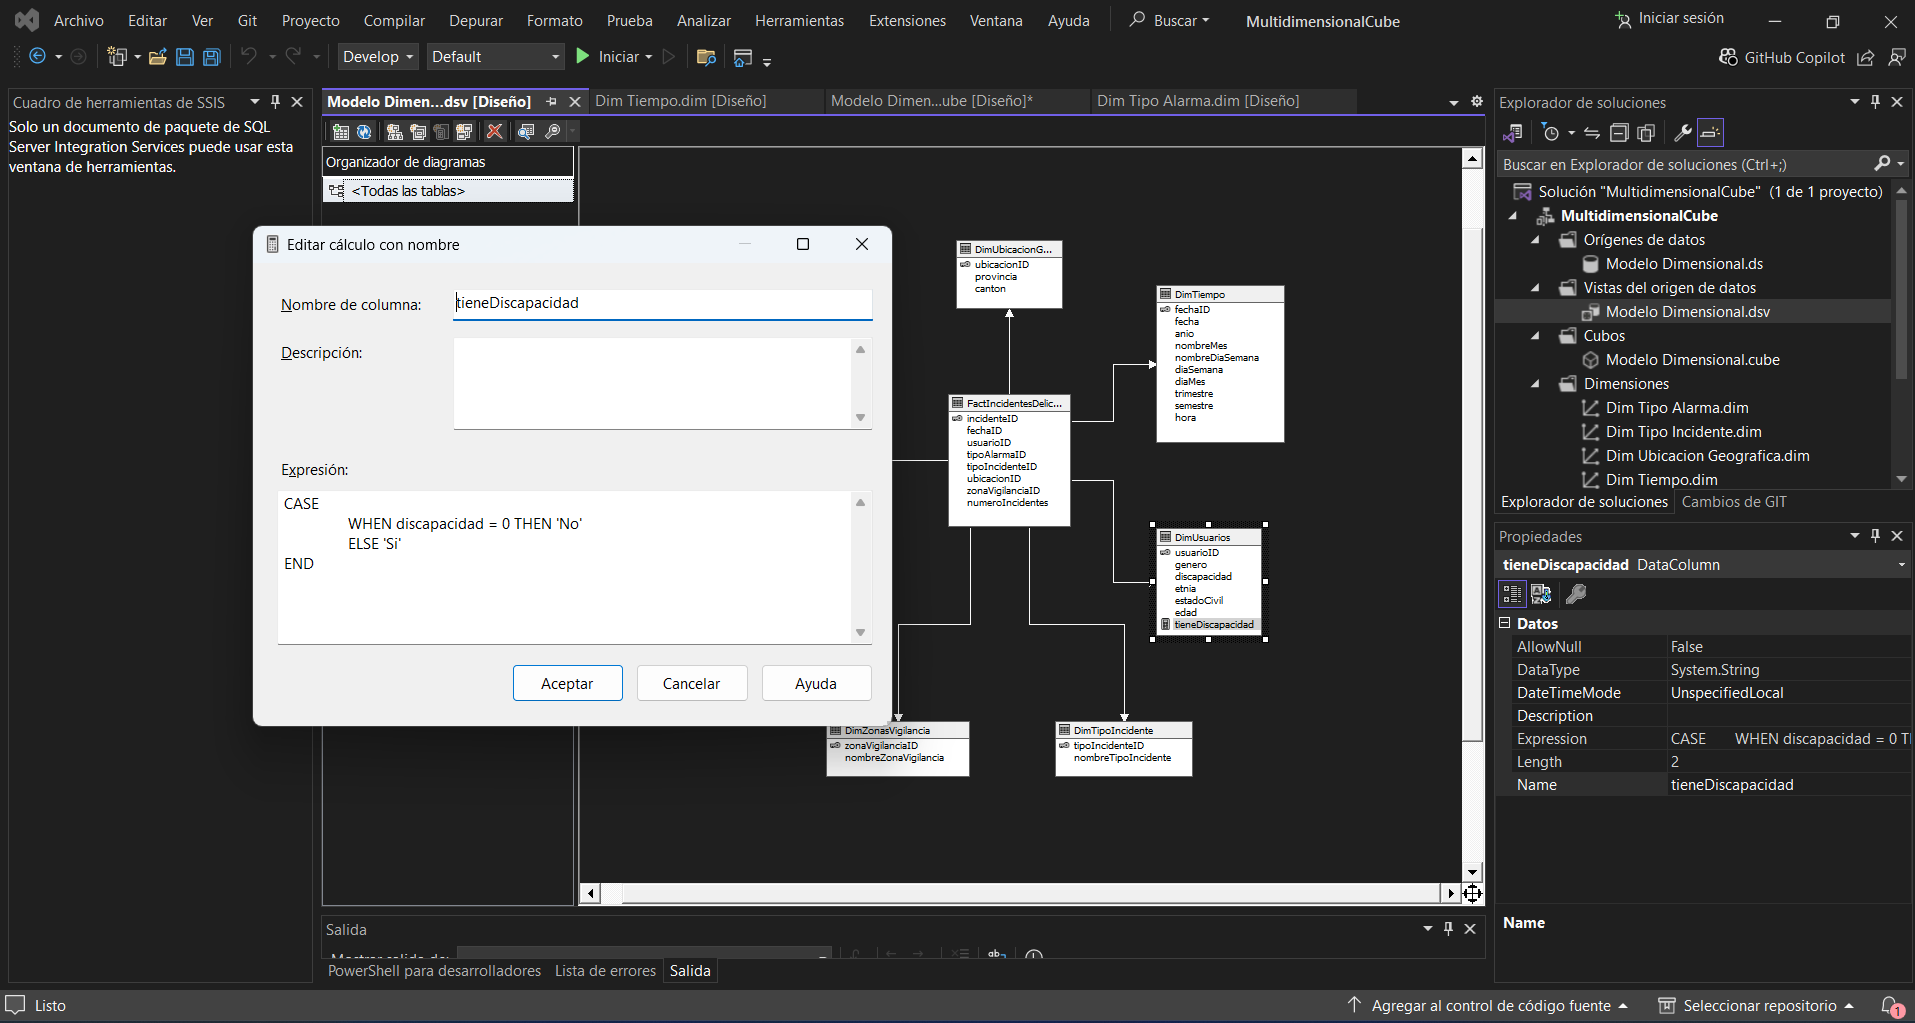 Archivo Editar Ver Git Proyecto Compilar Depurar Formato Prueba Analizar Herramientas Extensiones Ventana Ayuda Buscar MultidimensionalCube Iniciar sesión
Develop Default Iniciar GitHub Copilot
Cuadro de herramientas de SSIS
Solo un documento de paquete de SQL
Server Integration Services puede usar esta
ventana de herramientas.
Modelo Dimen...dsv [Diseño] Dim Tiempo.dim [Diseño] Modelo Dimen...ube [Diseño]* Dim Tipo Alarma.dim [Diseño]
Organizador de diagramas
<Todas las tablas>
Editar cálculo con nombre
Nombre de columna: tieneDiscapacidad
Descripción:
Expresión:
CASE
WHEN discapacidad = 0 THEN 'No'
ELSE 'Si'
END
Aceptar Cancelar Ayuda
DimUbicacionG...
ubicacionID
provincia
canton
DimTiempo
fechaID
fecha
anio
nombreMes
nombreDiaSemana
diaSemana
diaMes
trimestre
semestre
hora
FactIncidentesDelic...
incidenteID
fechaID
usuarioID
tipoAlarmaID
tipoIncidenteID
ubicacionID
zonaVigilanciaID
numeroIncidentes
DimUsuarios
usuarioID
genero
discapacidad
etnia
estadoCivil
edad
tieneDiscapacidad
DimZonasVigilancia
zonaVigilanciaID
nombreZonaVigilancia
DimTipoIncidente
tipoIncidenteID
nombreTipoIncidente
Salida
Mostrar salida de:
PowerShell para desarrolladores Lista de errores Salida
Explorador de soluciones
Buscar en Explorador de soluciones (Ctrl+;)
Solución "MultidimensionalCube" (1 de 1 proyecto)
MultidimensionalCube
Orígenes de datos
Modelo Dimensional.ds
Vistas del origen de datos
Modelo Dimensional.dsv
Cubos
Modelo Dimensional.cube
Dimensiones
Dim Tipo Alarma.dim
Dim Tipo Incidente.dim
Dim Ubicacion Geografica.dim
Dim Tiempo.dim
Explorador de soluciones Cambios de GIT
Propiedades
tieneDiscapacidad DataColumn
Datos
AllowNull False
DataType System.String
DateTimeMode UnspecifiedLocal
Description
Expression CASE WHEN discapacidad = 0 TH
Length 2
Name tieneDiscapacidad
Name
Listo Agregar al control de código fuente Seleccionar repositorio 1